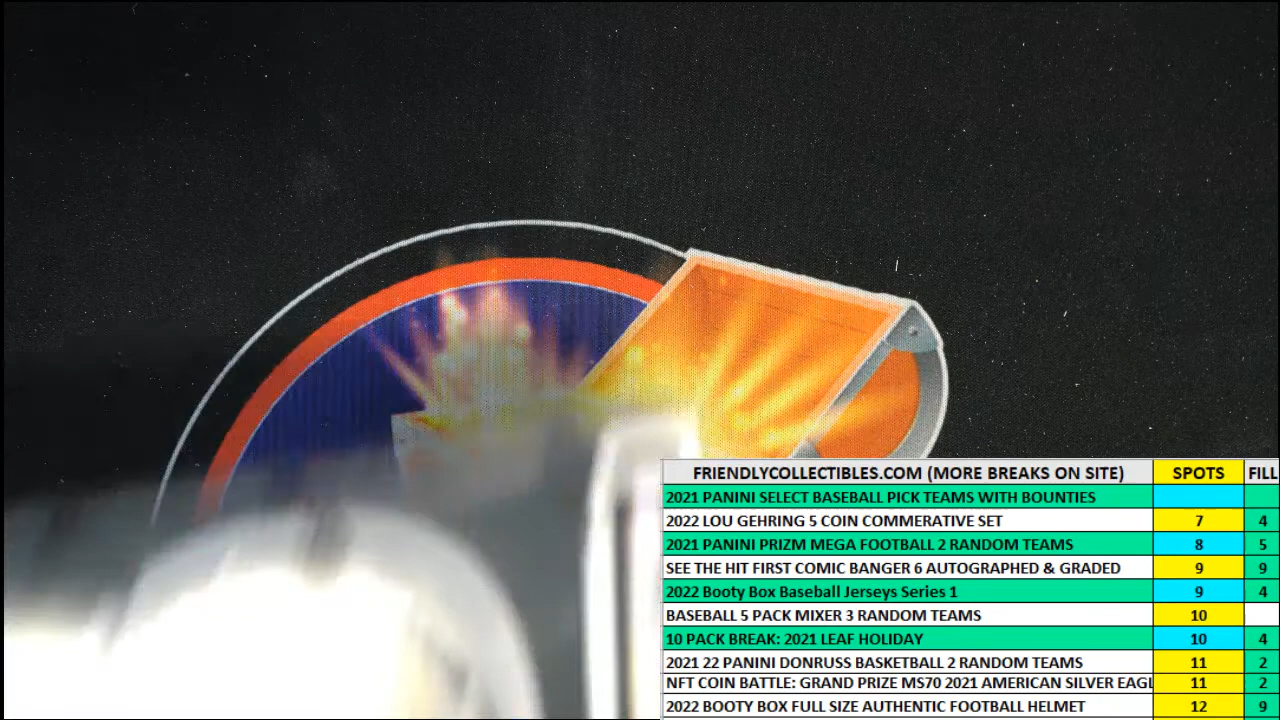 FRIENDLYCOLLECTIBLES.COM (MORE BREAKS ON SITE) SPOTS FILL
2021 PANINI SELECT BASEBALL PICK TEAMS WITH BOUNTIES
2022 LOU GEHRING 5 COIN COMMERATIVE SET 7 4
2021 PANINI PRIZM MEGA FOOTBALL 2 RANDOM TEAMS 8 5
SEE THE HIT FIRST COMIC BANGER 6 AUTOGRAPHED & GRADED 9 9
2022 Booty Box Baseball Jerseys Series 1 9 4
BASEBALL 5 PACK MIXER 3 RANDOM TEAMS 10
10 PACK BREAK: 2021 LEAF HOLIDAY 10 4
2021 22 PANINI DONRUSS BASKETBALL 2 RANDOM TEAMS 11 2
NFT COIN BATTLE: GRAND PRIZE MS70 2021 AMERICAN SILVER EAGL 11 2
2022 BOOTY BOX FULL SIZE AUTHENTIC FOOTBALL HELMET 12 9